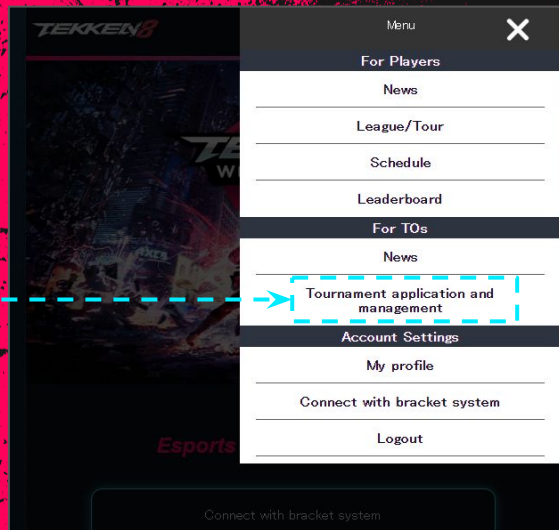 TEKKEN8
Menu
For Players
News
League/Tour
Schedule
Leaderboard
For TOs
News
Tournament application and
management
Account Settings
My profile
Connect with bracket system
Logout
Esports
Connect with bracket system